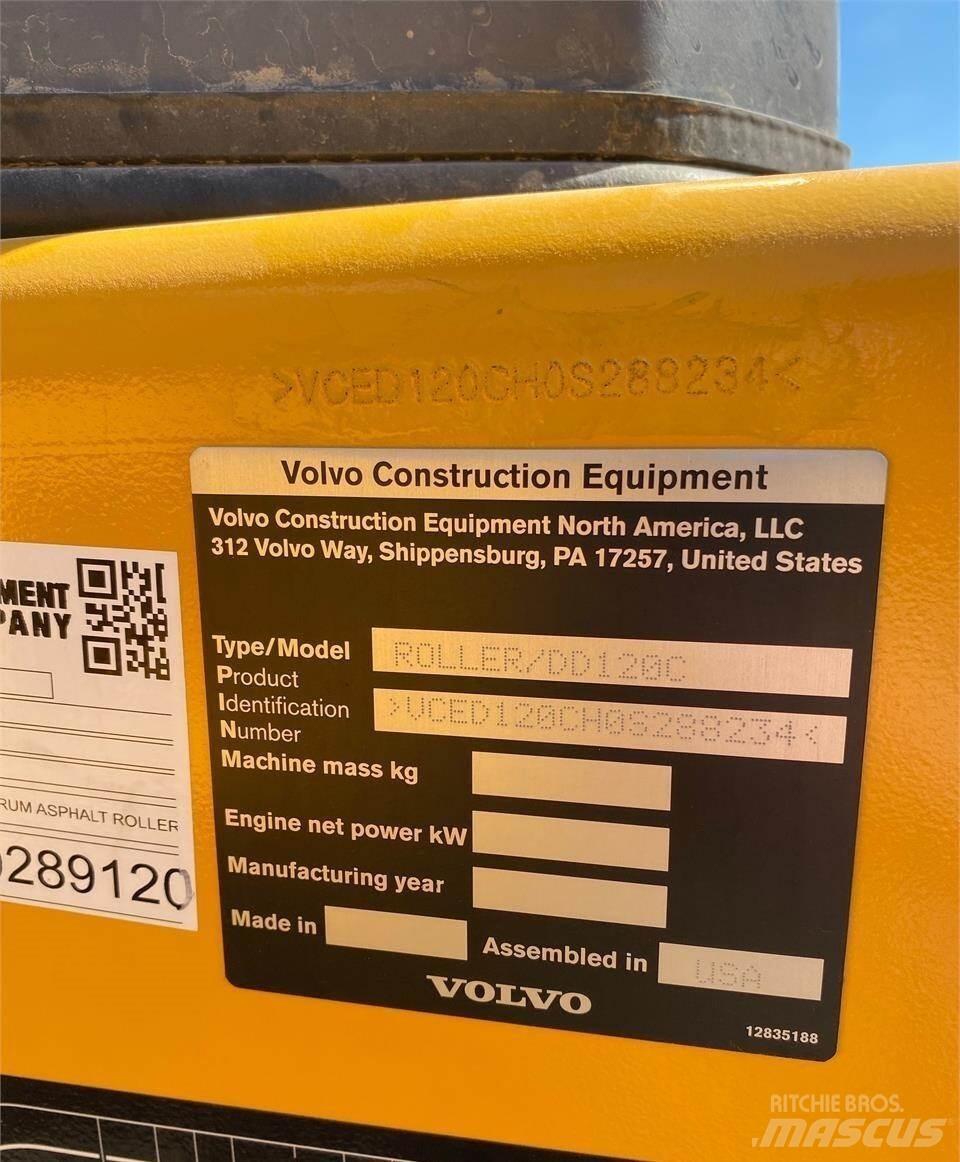 >VCED120CH0S288234<
Volvo Construction Equipment
Volvo Construction Equipment North America, LLC
312 Volvo Way, Shippensburg, PA 17257, United States
Type/Model ROLLER/DD120C
Product
Identification >VCED120CH0S288234<
Number
Machine mass kg
Engine net power kW
Manufacturing year
Made in
Assembled in USA
VOLVO
12835188
MENT
PANY
RUM ASPHALT ROLLER
289120
RITCHIE BROS.
MASCUS